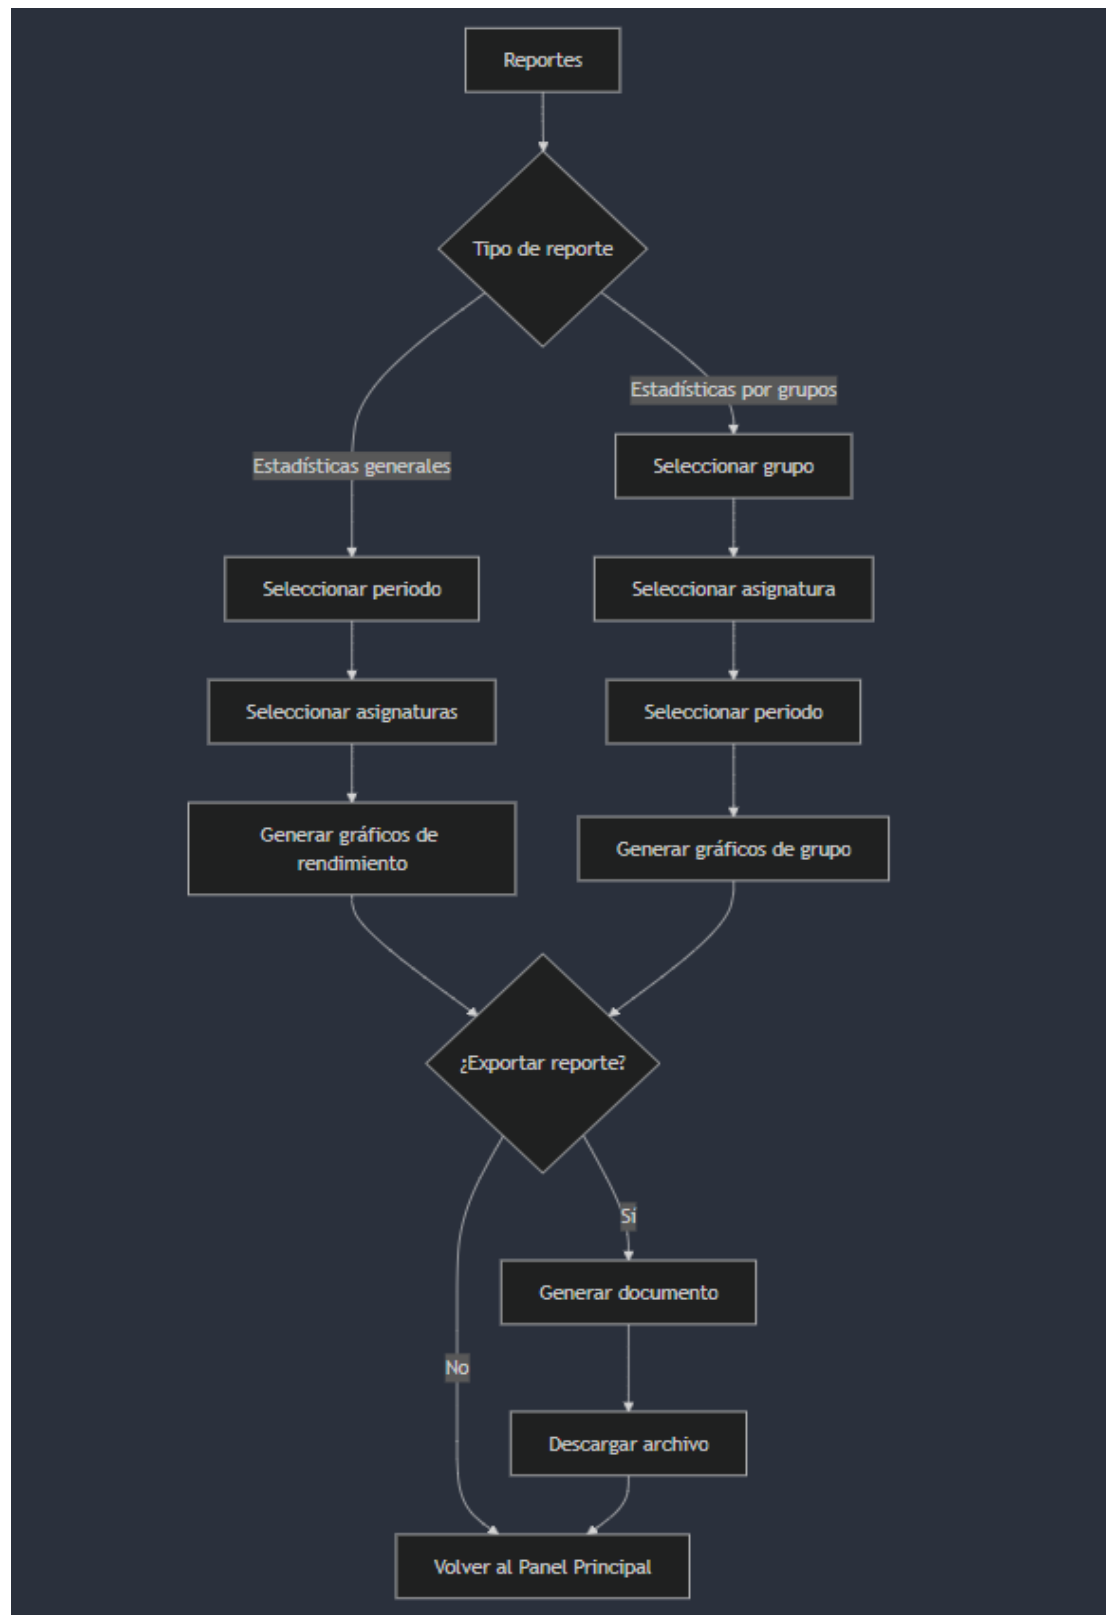 Reportes
Tipo de reporte
Estadísticas por grupos
Estadísticas generales
Seleccionar grupo
Seleccionar periodo
Seleccionar asignatura
Seleccionar asignaturas
Seleccionar periodo
Generar gráficos de
rendimiento
Generar gráficos de grupo
¿Exportar reporte?
Sí
Generar documento
No
Descargar archivo
Volver al Panel Principal